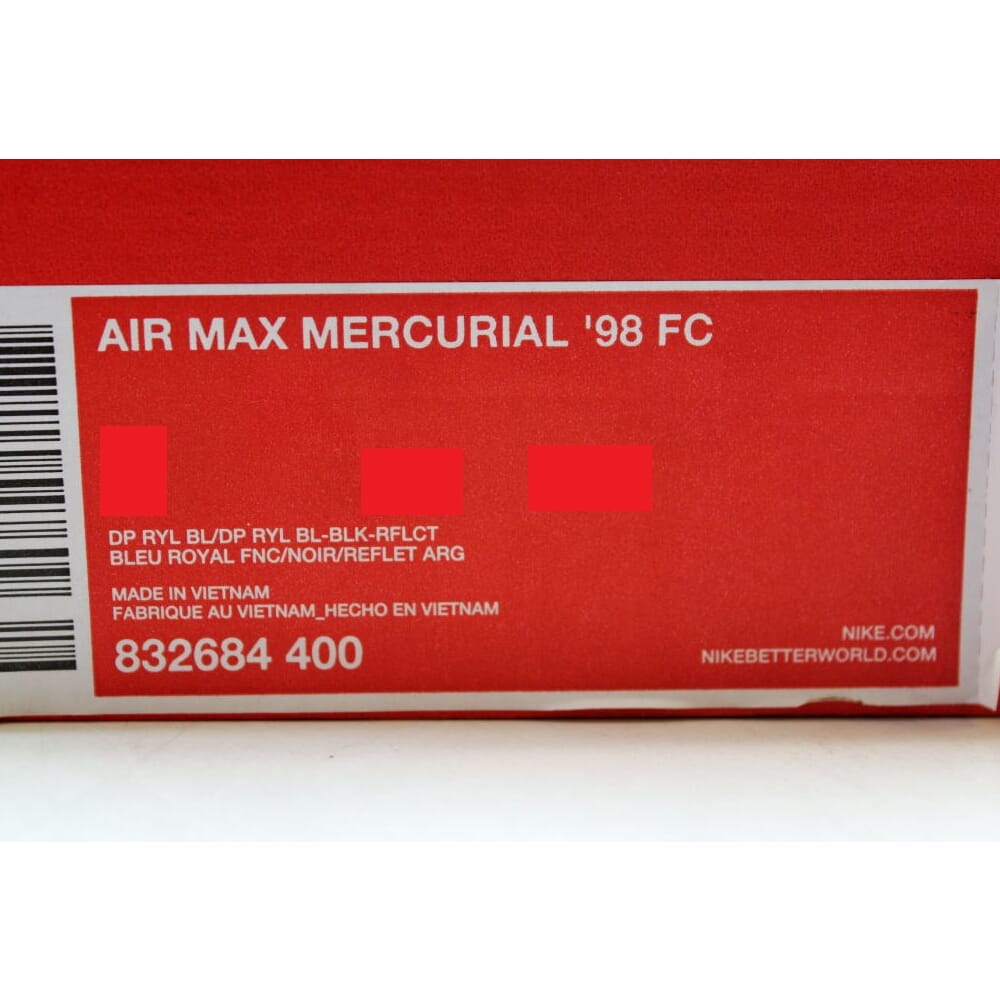 AIR MAX MERCURIAL '98 FC
DP RYL BL/DP RYL BL-BLK-RFLCT
BLEU ROYAL FNC/NOIR/REFLET ARG
MADE IN VIETNAM
FABRIQUE AU VIETNAM_HECHO EN VIETNAM
832684 400
NIKE.COM
NIKEBETTERWORLD.COM